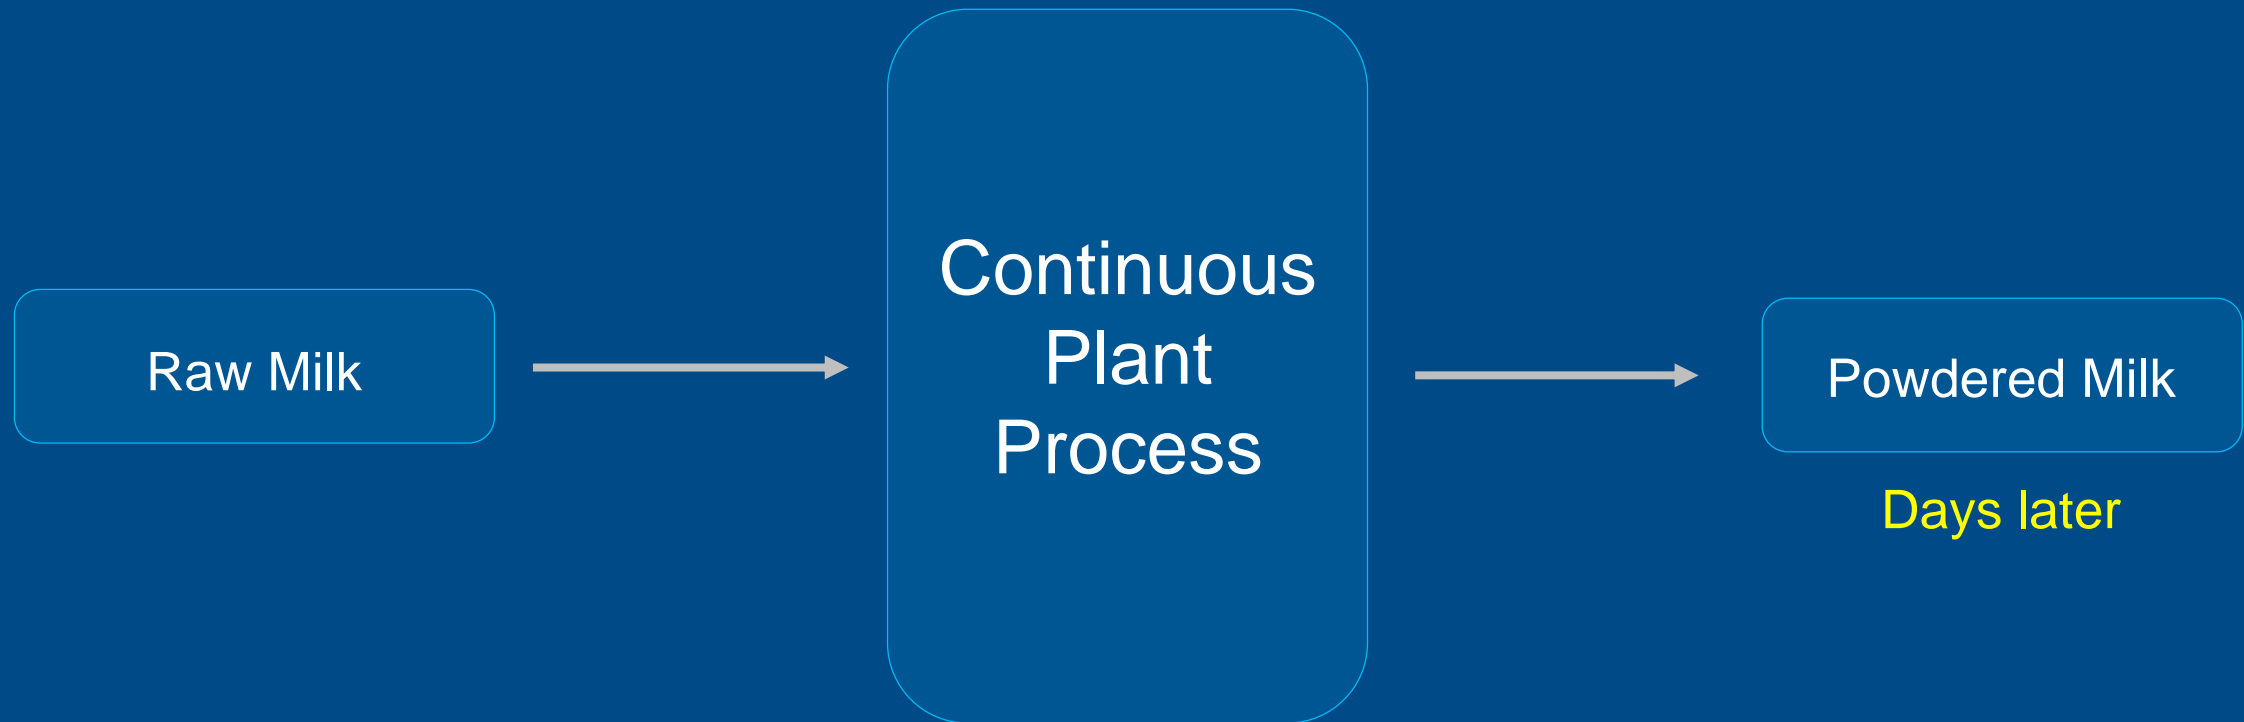 Raw Milk
Continuous
Plant
Process
Powdered Milk
Days later